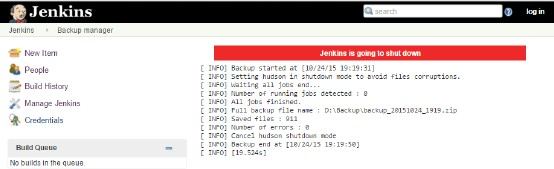 Jenkins
search
log in
Jenkins
Backup manager
New Item
People
Build History
Manage Jenkins
Credentials
Build Queue
No builds in the queue.
Jenkins is going to shut down
[ INFO] Backup started at [10/24/15 19:19:31]
[ INFO] Setting hudson in shutdown mode to avoid files corruptions.
[ INFO] Waiting all jobs end...
[ INFO] Number of running jobs detected : 0
[ INFO] All jobs finished.
[ INFO] Full backup file name : D:\Backup\backup_20151024_1919.zip
[ INFO] Saved files : 911
[ INFO] Number of errors : 0
[ INFO] Cancel hudson shutdown mode
[ INFO] Backup end at [10/24/15 19:19:50]
[ INFO] [19.524s]